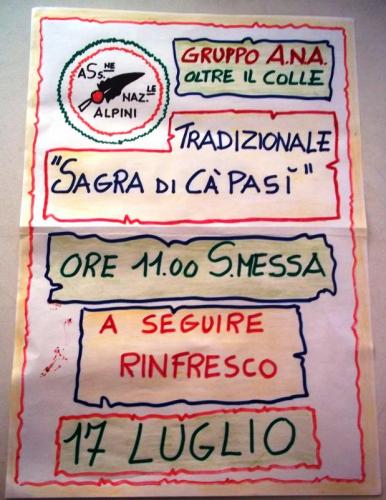 ASS.NE
NAZ.LE
ALPINI
GRUPPO A.N.A.
OLTRE IL COLLE
TRADIZIONALE
"SAGRA DI CÀ PASÌ"
ORE 11.00 S.MESSA
A SEGUIRE
RINFRESCO
17 LUGLIO